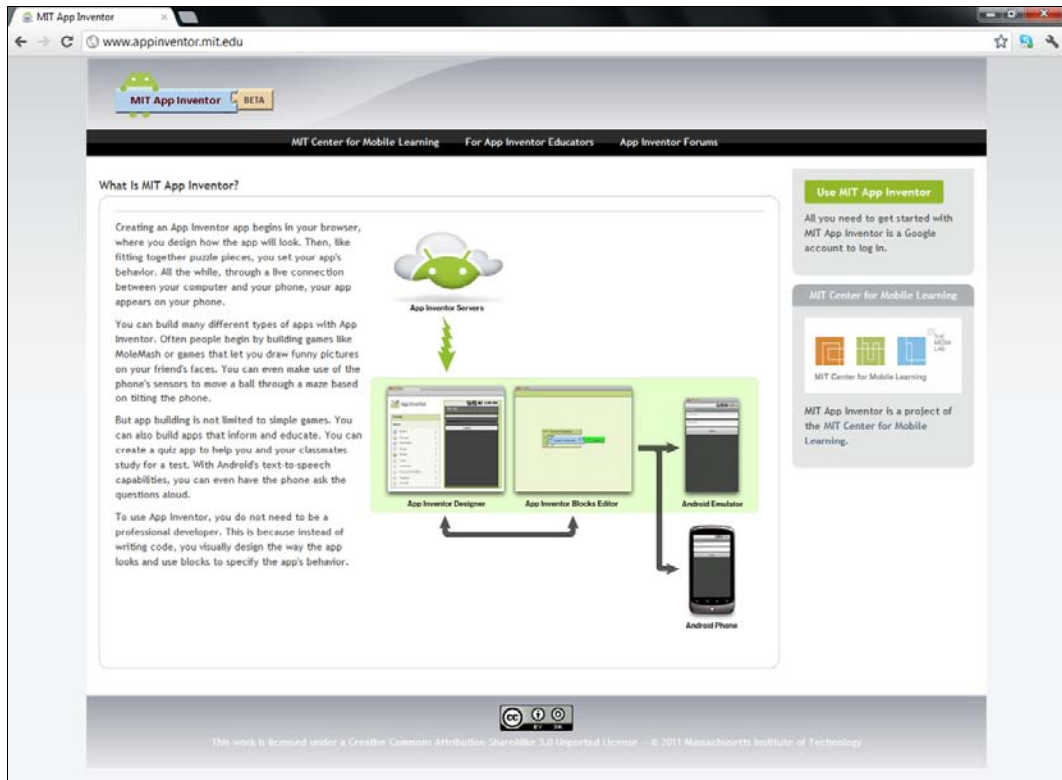 MIT App Inventor
www.appinventor.mit.edu
MIT App Inventor BETA
MIT Center for Mobile Learning For App Inventor Educators App Inventor Forums
What Is MIT App Inventor?
Creating an App Inventor app begins in your browser,
where you design how the app will look. Then, like
fitting together puzzle pieces, you set your app's
behavior. All the while, through a live connection
between your computer and your phone, your app
appears on your phone.
You can build many different types of apps with App
Inventor. Often people begin by building games like
MoleMash or games that let you draw funny pictures
on your friend's faces. You can even make use of the
phone's sensors to move a ball through a maze based
on tilting the phone.
But app building is not limited to simple games. You
can also build apps that inform and educate. You can
create a quiz app to help you and your classmates
study for a test. With Android's text-to-speech
capabilities, you can even have the phone ask the
questions aloud.
To use App Inventor, you do not need to be a
professional developer. This is because instead of
writing code, you visually design the way the app
looks and use blocks to specify the app's behavior.
App Inventor Servers
App Inventor
App Inventor Designer App Inventor Blocks Editor Android Emulator
Android Phone
Use MIT App Inventor
All you need to get started with
MIT App Inventor is a Google
account to log in.
MIT Center for Mobile Learning
THE
MEDIA
LAB
MIT Center for Mobile Learning
MIT App Inventor is a project of
the MIT Center for Mobile
Learning.
cc
BY SA
This work is licensed under a Creative Commons Attribution-ShareAlike 3.0 Unported License -- © 2011 Massachusetts Institute of Technology